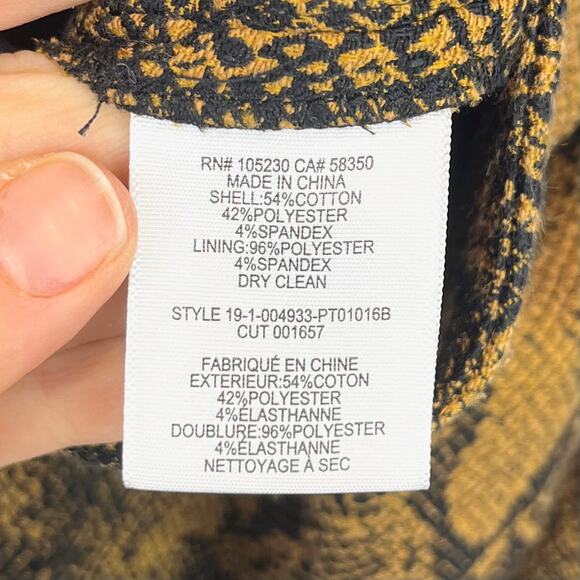 RN# 105230 CA# 58350
MADE IN CHINA
SHELL:54%COTTON
42%POLYESTER
4%SPANDEX
LINING:96%POLYESTER
4%SPANDEX
DRY CLEAN
STYLE 19-1-004933-PT01016B
CUT 001657
FABRIQUÉ EN CHINE
EXTERIEUR:54%COTON
42%POLYESTER
4%ÉLASTHANNE
DOUBLURE:96%POLYESTER
4%ÉLASTHANNE
NETTOYAGE À SEC